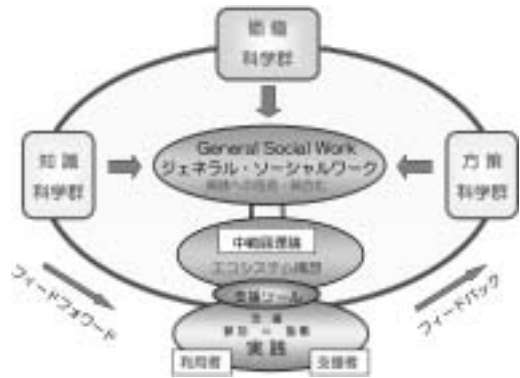 価値
科学群
General Social Work
ジェネラル・ソーシャルワーク
知識
科学群
方策
科学群
中範囲理論
エコシステム構想
支援ツール
実践
利用者
支援者
フィードフォワード
フィードバック